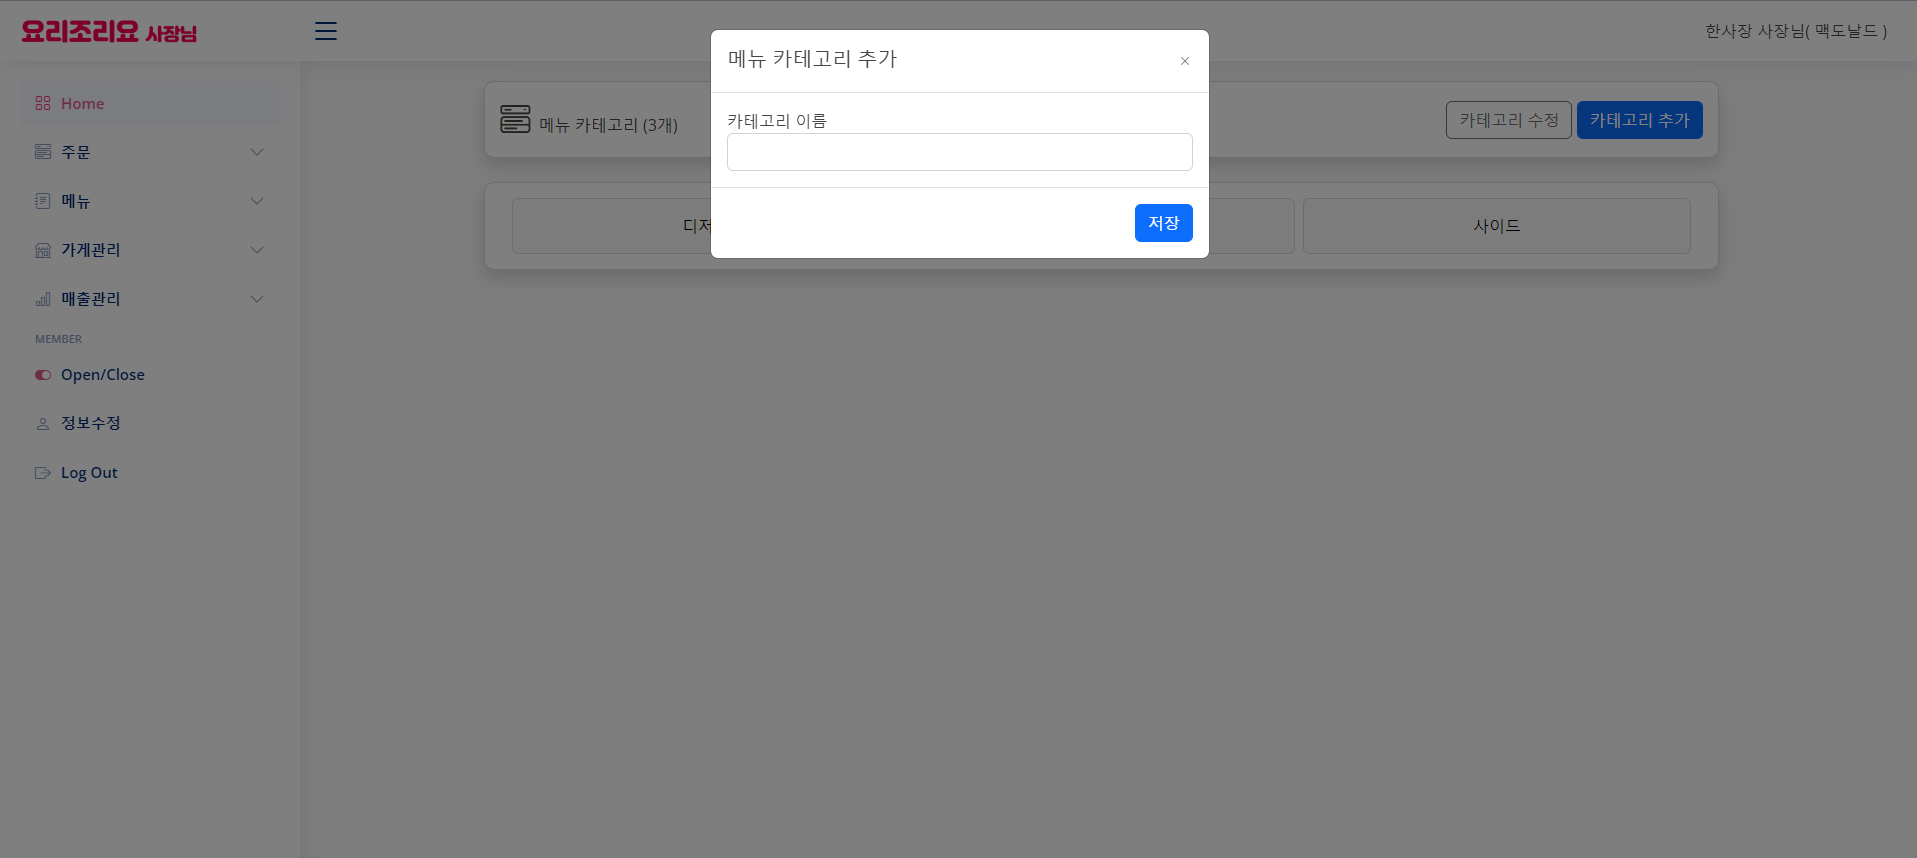 요리조리요 사장님
한사장 사장님( 맥도날드 )
Home
주문
메뉴
가게관리
매출관리
MEMBER
Open/Close
정보수정
Log Out
메뉴 카테고리 추가
×
카테고리 이름
저장
메뉴 카테고리 (3개)
카테고리 수정
카테고리 추가
사이드